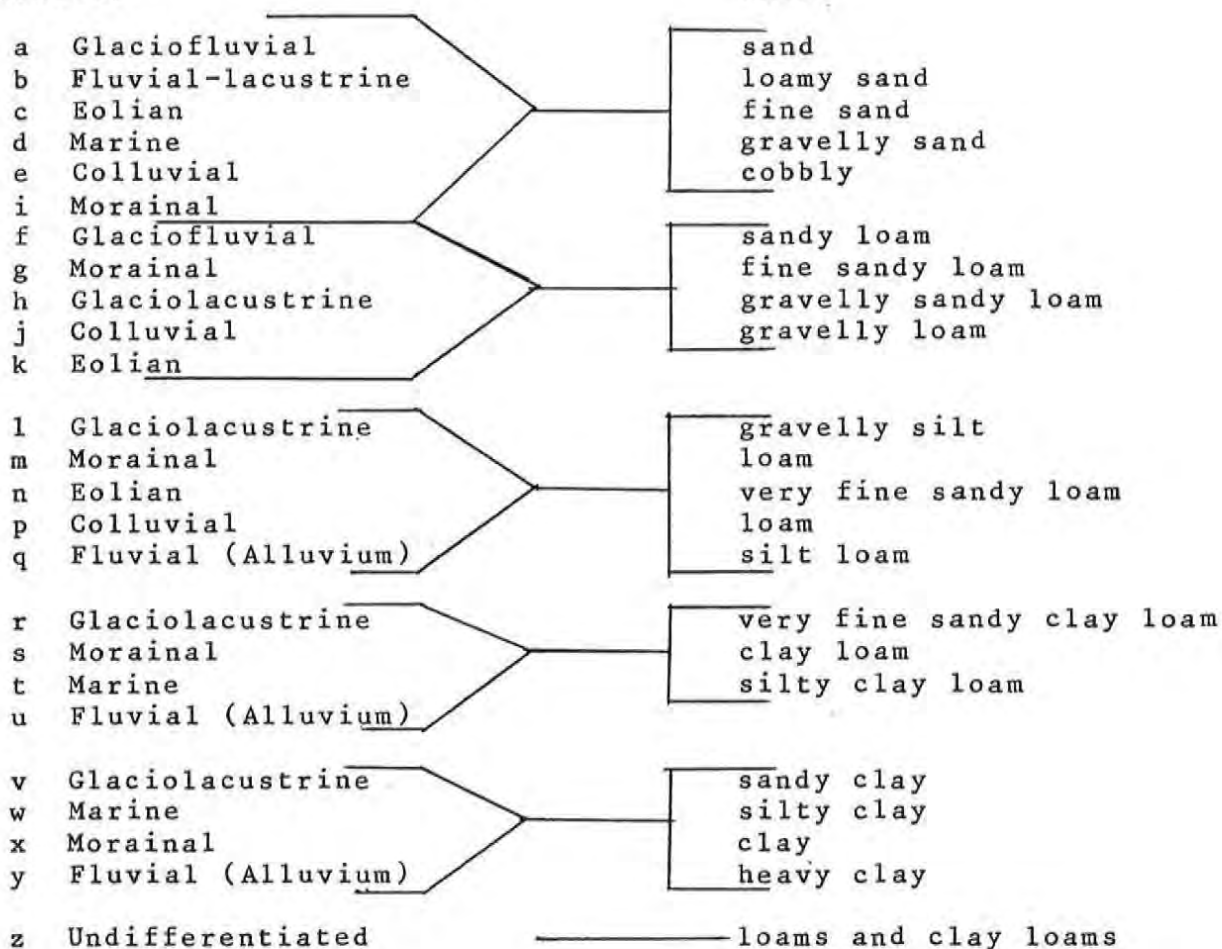 a Glaciofluvial sand
b Fluvial-lacustrine loamy sand
c Eolian fine sand
d Marine gravelly sand
e Colluvial cobbly
i Morainal
f Glaciofluvial sandy loam
g Morainal fine sandy loam
h Glaciolacustrine gravelly sandy loam
j Colluvial gravelly loam
k Eolian
l Glaciolacustrine gravelly silt
m Morainal loam
n Eolian very fine sandy loam
p Colluvial loam
q Fluvial (Alluvium) silt loam
r Glaciolacustrine very fine sandy clay loam
s Morainal clay loam
t Marine silty clay loam
u Fluvial (Alluvium)
v Glaciolacustrine sandy clay
w Marine silty clay
x Morainal clay
y Fluvial (Alluvium) heavy clay
z Undifferentiated loams and clay loams